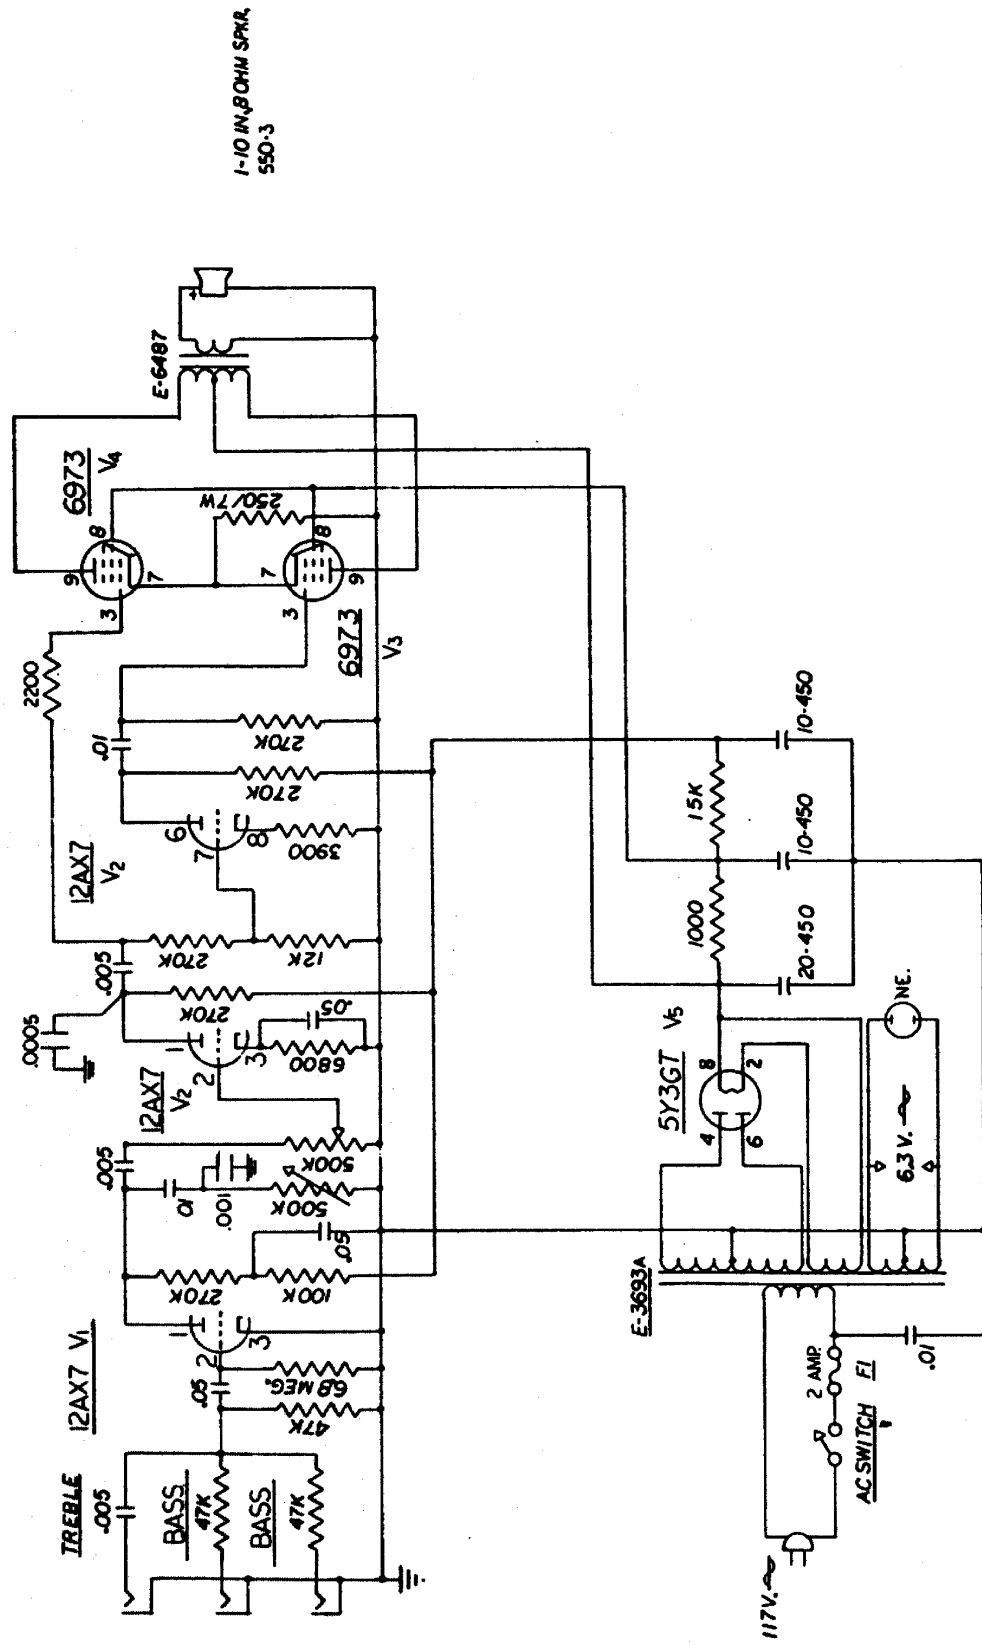 TREBLE
.005
BASS
47K
BASS
47K
12AX7 V1
.05
47K
6.8 MEG.
1
2
3
270K
100K
.05
.01
.001
500K
.005
500K
12AX7
V2
1
2
3
.0005
270K
6800
.05
.005
270K
12K
12AX7
V2
6
7
8
3900
270K
.01
270K
2200
6973
V4
9
8
7
3
250/7W
6973
V3
3
7
8
9
E-6487
+
1-10 IN, 8 OHM SPKR,
550-3
117V.
AC SWITCH
2 AMP.
F1
.01
E-3693A
5Y3GT
V5
4
6
8
2
6.3 V.
NE.
1000
15K
20-450
10-450
10-450